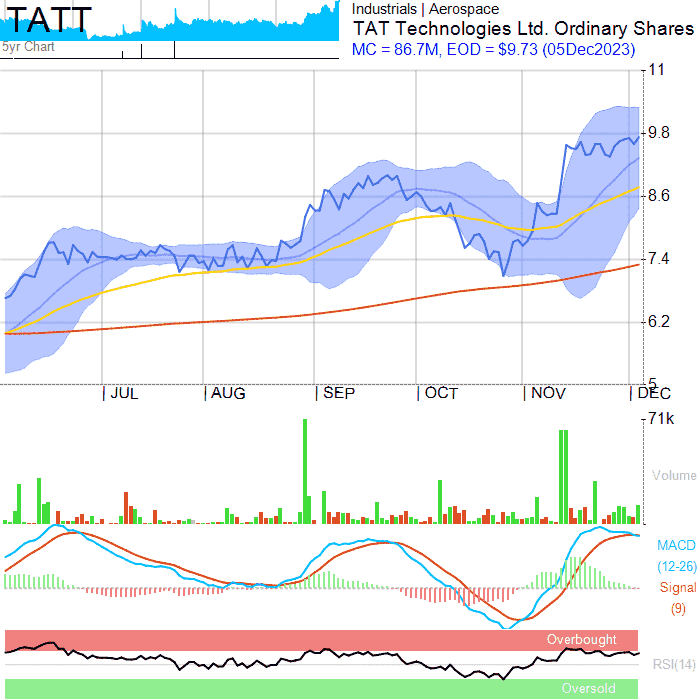 TATT
5yr Chart
Industrials | Aerospace
TAT Technologies Ltd. Ordinary Shares
MC = 86.7M, EOD = $9.73 (05Dec2023)
11
9.8
8.6
7.4
6.2
5
JUL
AUG
SEP
OCT
NOV
DEC
71k
Volume
MACD
(12-26)
Signal
(9)
Overbought
RSI(14)
Oversold